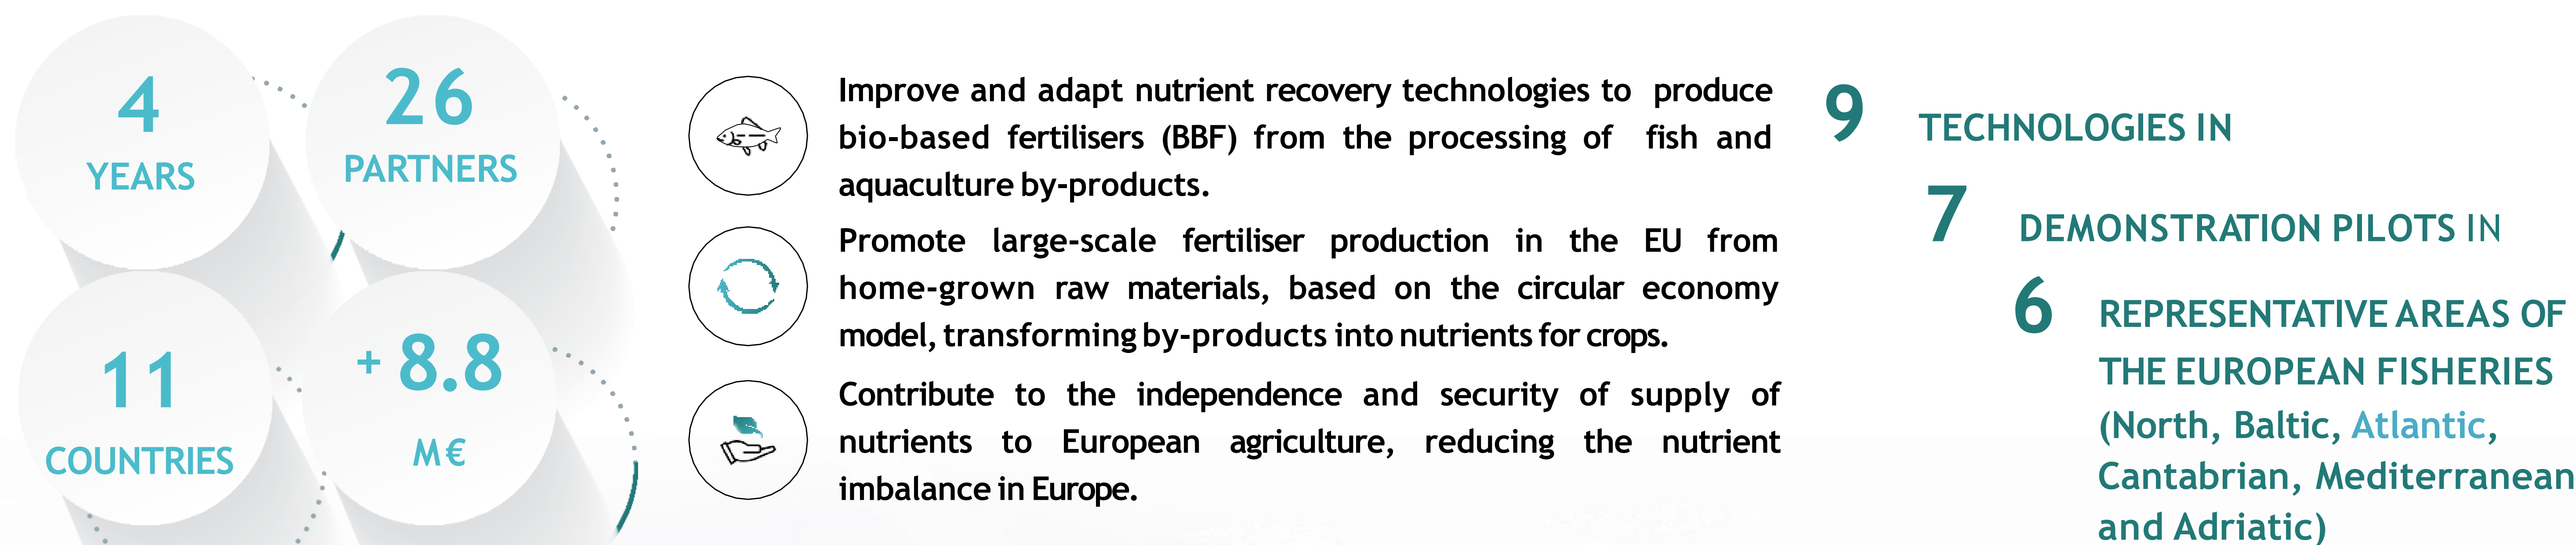 4
YEARS
26
PARTNERS
11
COUNTRIES
+ 8.8
M€
Improve and adapt nutrient recovery technologies to produce
bio-based fertilisers (BBF) from the processing of fish and
aquaculture by-products.
Promote large-scale fertiliser production in the EU from
home-grown raw materials, based on the circular economy
model, transforming by-products into nutrients for crops.
Contribute to the independence and security of supply of
nutrients to European agriculture, reducing the nutrient
imbalance in Europe.
9 TECHNOLOGIES IN
7 DEMONSTRATION PILOTS IN
6 REPRESENTATIVE AREAS OF
THE EUROPEAN FISHERIES
(North, Baltic, Atlantic,
Cantabrian, Mediterranean
and Adriatic)